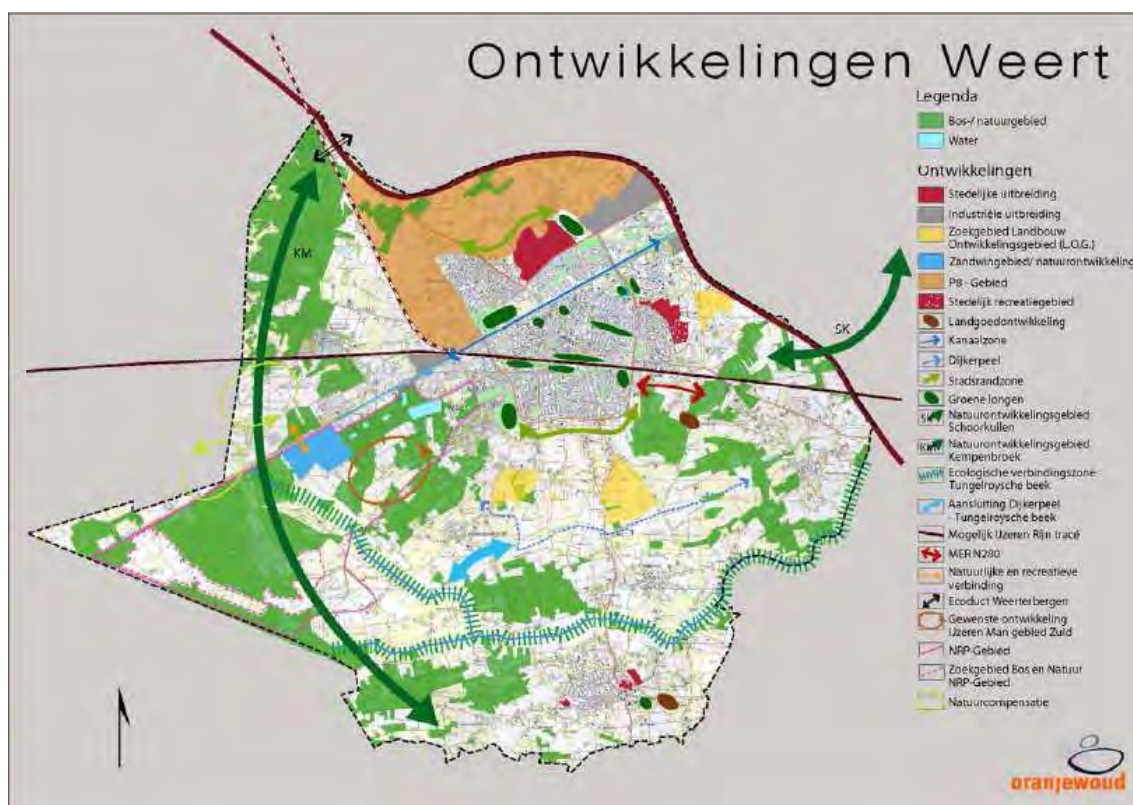 Ontwikkelingen Weert
Legenda
Bos-/ natuurgebied
Water
Ontwikkelingen
Stedelijke uitbreiding
Industriële uitbreiding
Zoekgebied Landbouw
Ontwikkelingsgebied (L.O.G.)
Zandwingebied/ natuurontwikkeling
P8 - Gebied
Stedelijk recreatiegebied
Landgoedontwikkeling
Kanaalzone
Dijkerpeel
Stadsrandzone
Groene longen
SK
Natuurontwikkelingsgebied
Schoorkuilen
KM
Natuurontwikkelingsgebied
Kempenbroek
Ecologische verbindingszone
Tungelroysche beek
Aansluiting Dijkerpeel
- Tungelroysche beek
Mogelijk IJzeren Rijn tracé
MER N280
Natuurlijke en recreatieve
verbinding
Ecoduct Weerterbergen
Gewenste ontwikkeling
IJzeren Man gebied Zuid
NRP-Gebied
Zoekgebied Bos en Natuur
NRP-Gebied
Natuurcompensatie
KM
SK
oranjewoud